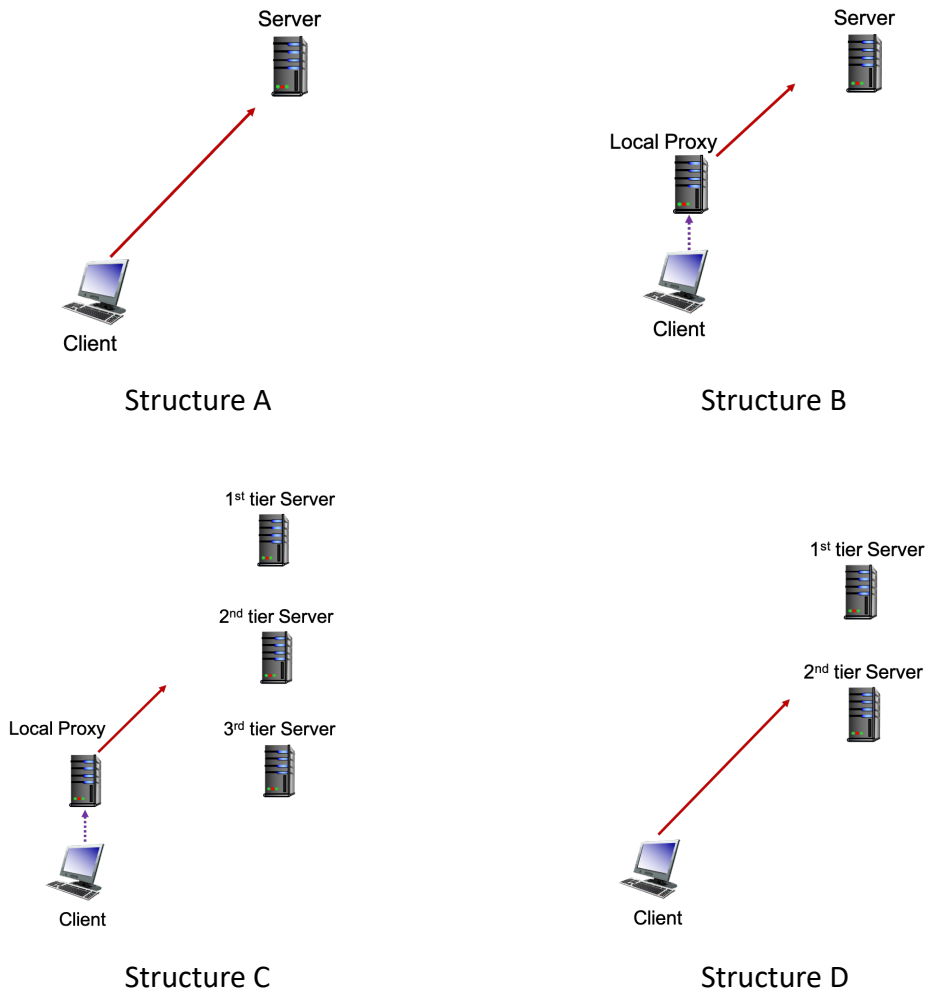 Server
Client
Structure A
Server
Local Proxy
Client
Structure B
1st tier Server
2nd tier Server
3rd tier Server
Local Proxy
Client
Structure C
1st tier Server
2nd tier Server
Client
Structure D